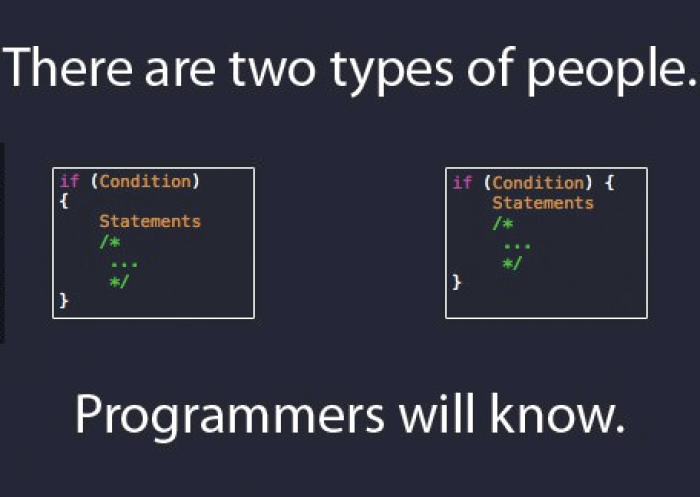 There are two types of people.
if (Condition)
{
Statements
/*
...
*/
}
if (Condition) {
Statements
/*
...
*/
}
Programmers will know.